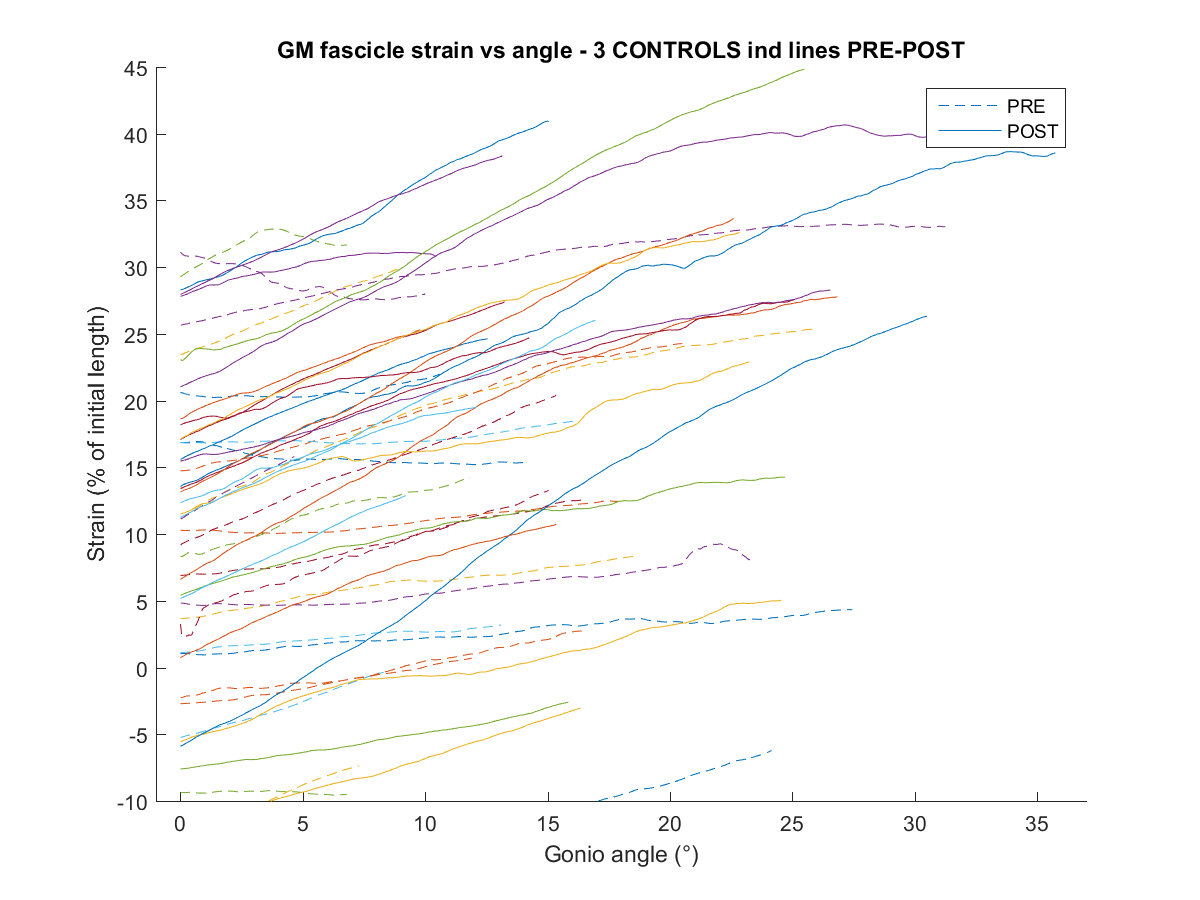 GM fascicle strain vs angle - 3 CONTROLS ind lines PRE-POST
45
40
35
30
25
20
15
10
5
0
-5
-10
Strain (% of initial length)
PRE
POST
0 5 10 15 20 25 30 35
Gonio angle (°)